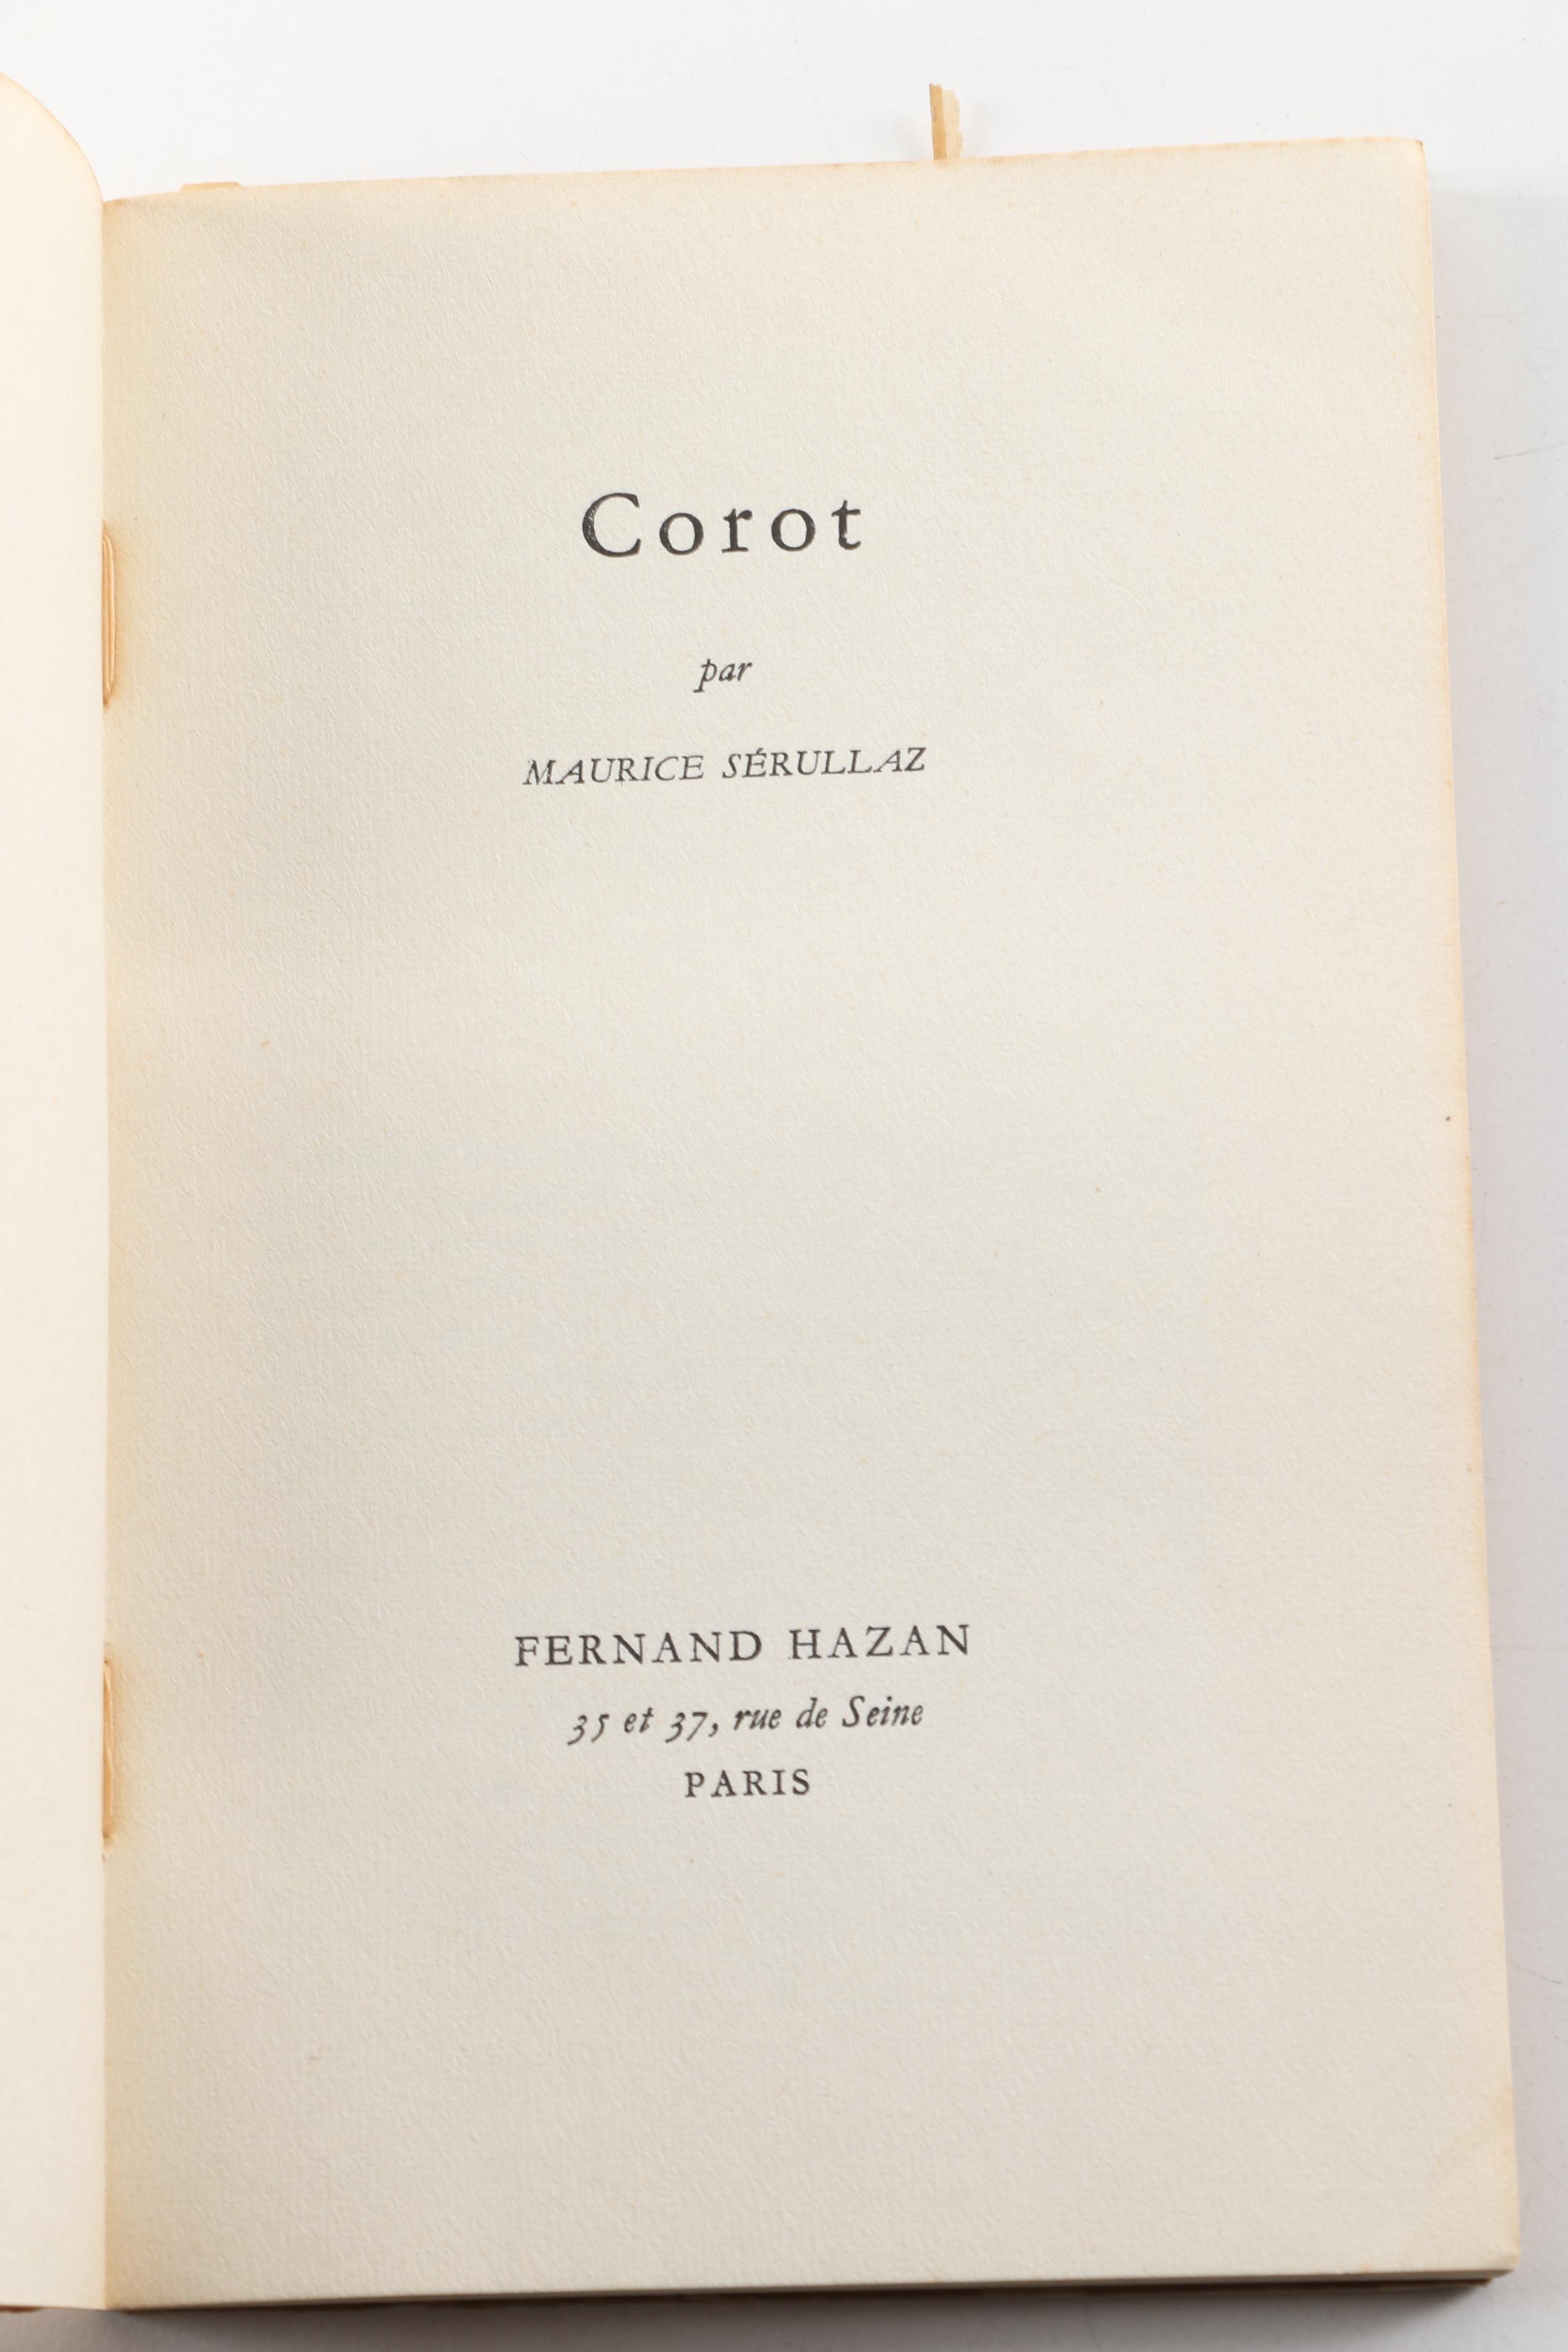 Corot
par
MAURICE SÉRULLAZ
FERNAND HAZAN
35 et 37, rue de Seine
PARIS